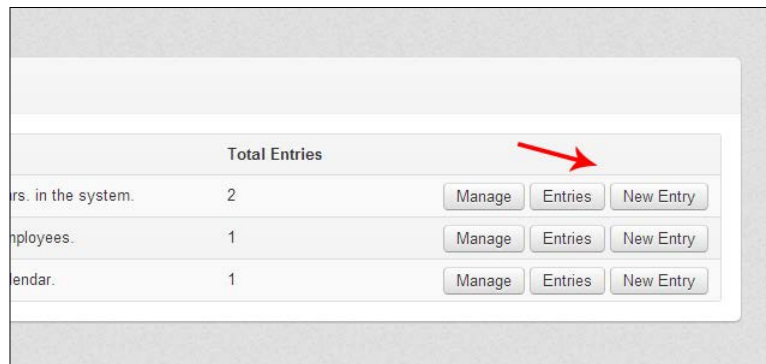 Total Entries
rs. in the system. 2 Manage Entries New Entry
ployees. 1 Manage Entries New Entry
lendar. 1 Manage Entries New Entry